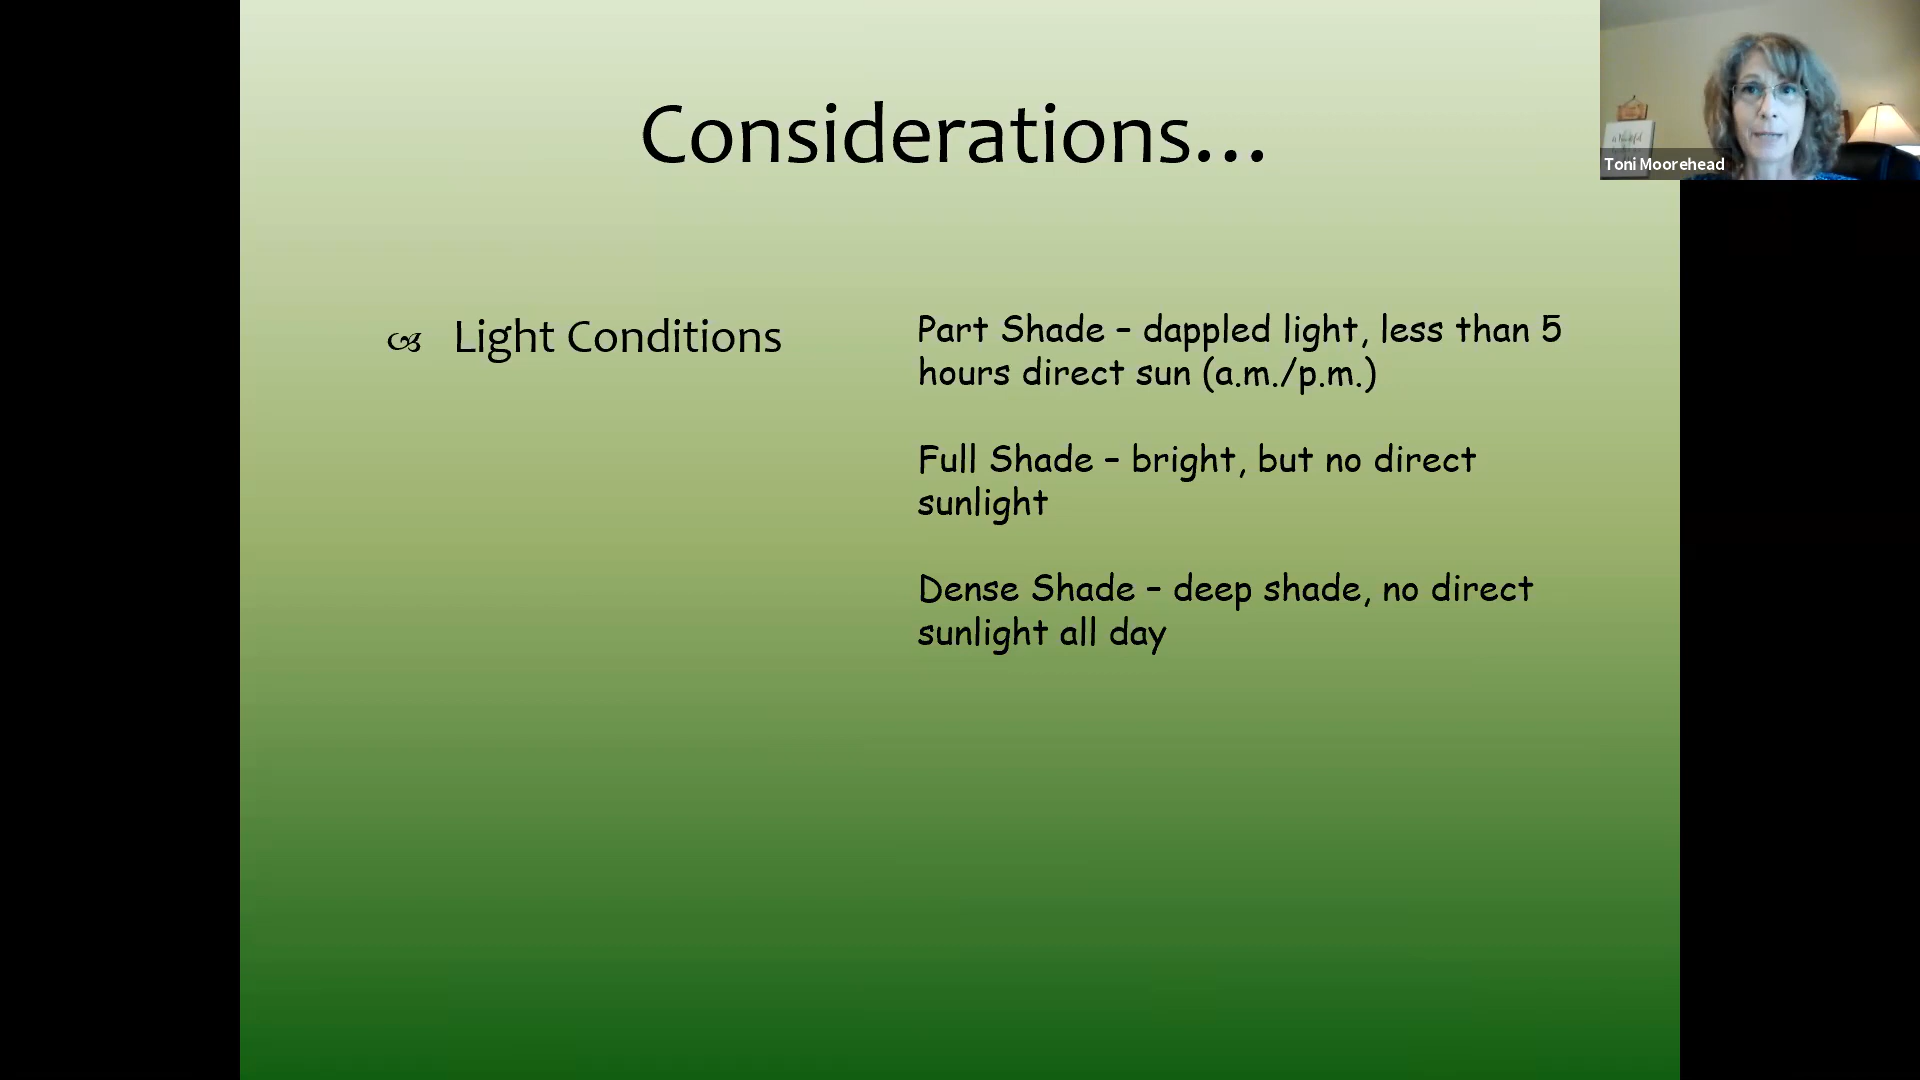 Considerations...
Toni Moorehead
Light Conditions
Part Shade – dappled light, less than 5
hours direct sun (a.m./p.m.)
Full Shade – bright, but no direct
sunlight
Dense Shade – deep shade, no direct
sunlight all day